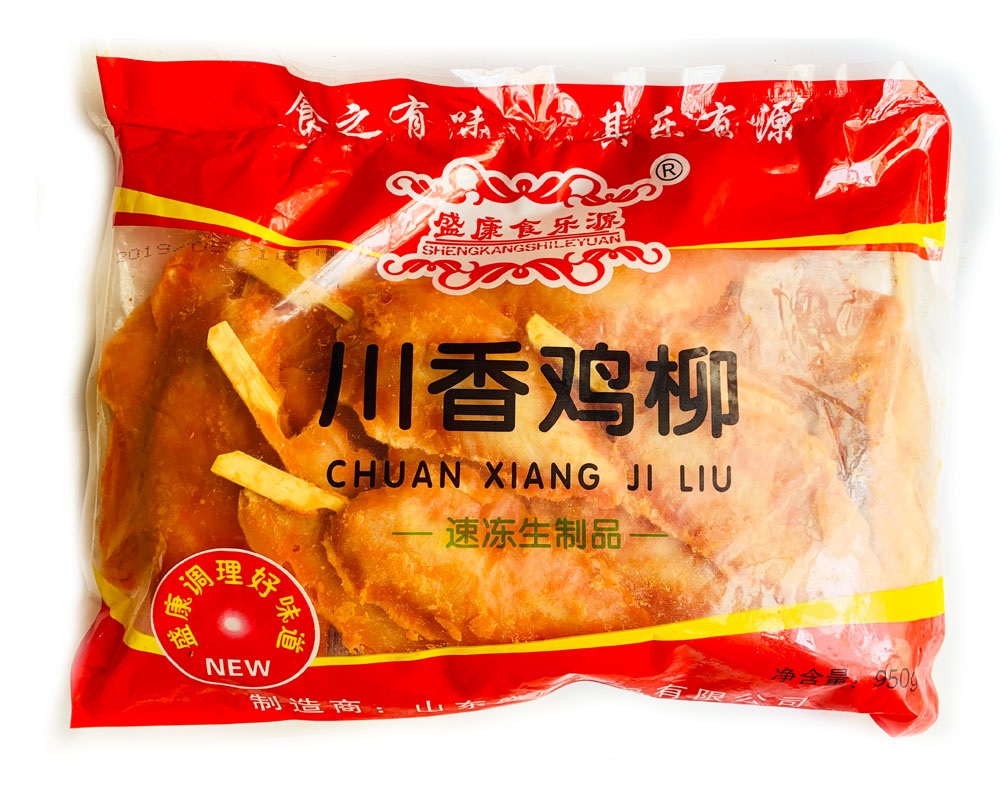 食之有味 其乐有源
®
盛康食乐源
SHENGKANGSHILEYUAN
2019/0
川香鸡柳
CHUAN XIANG JI LIU
速冻生制品
盛康调理好味道
NEW
净含量: 950g
制造商: 山东 有限公司